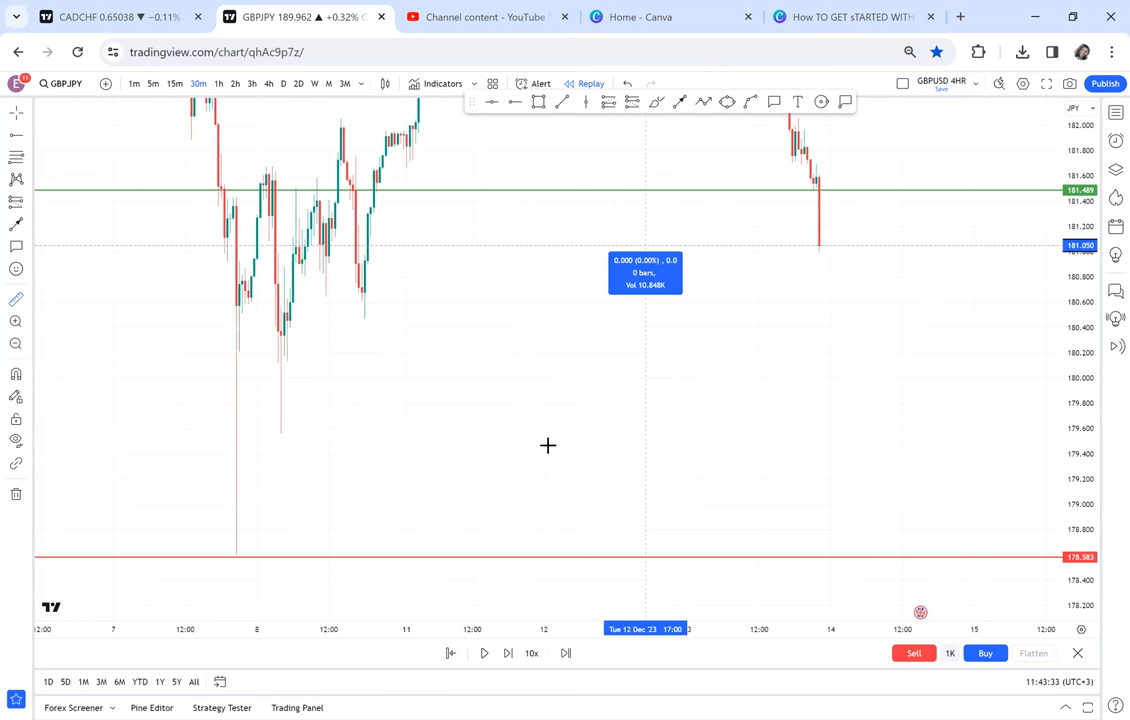 CADCHF 0.65038 ▼ −0.11%
GBPJPY 189.962 ▲ +0.32%
Channel content - YouTube
Home - Canva
How TO GET sTARTED WITH
tradingview.com/chart/qhAc9p7z/
E 11 GBPJPY 1m 5m 15m 30m 1h 2h 3h 4h D 2D W M 3M Indicators Alert Replay GBPUSD 4HR Save Publish
JPY
182.000
181.800
181.600
181.489
181.400
181.200
181.050
180.800
180.600
180.400
180.200
180.000
179.800
179.600
179.400
179.200
179.000
178.800
178.583
178.400
178.200
0.000 (0.00%) , 0.0
0 bars,
Vol 10.848K
12:00 7 12:00 8 12:00 11 12:00 12 Tue 12 Dec '23 17:00 3 12:00 14 12:00 15 12:00
10x Sell 1K Buy Flatten
1D 5D 1M 3M 6M YTD 1Y 5Y All 11:43:33 (UTC+3)
Forex Screener Pine Editor Strategy Tester Trading Panel